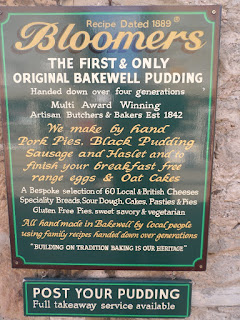 Recipe Dated 1889 ®
Bloomers
THE FIRST & ONLY
ORIGINAL BAKEWELL PUDDING
Handed down over four generations
Multi Award Winning
Artisan Butchers & Bakers Est 1842
We make by hand
Pork Pies, Black Pudding
Sausage and Haslet and to
finish your breakfast free
range eggs & Oat Cakes
A Bespoke selection of 60 Local & British Cheeses
Speciality Breads, Sour Dough, Cakes, Pasties & Pies
Gluten Free Pies, sweet, savory & vegetarian
All hand made in Bakewell by local people
using family recipes handed down over generations
"BUILDING ON TRADITION BAKING IS OUR HERITAGE"
POST YOUR PUDDING
Full takeaway service available